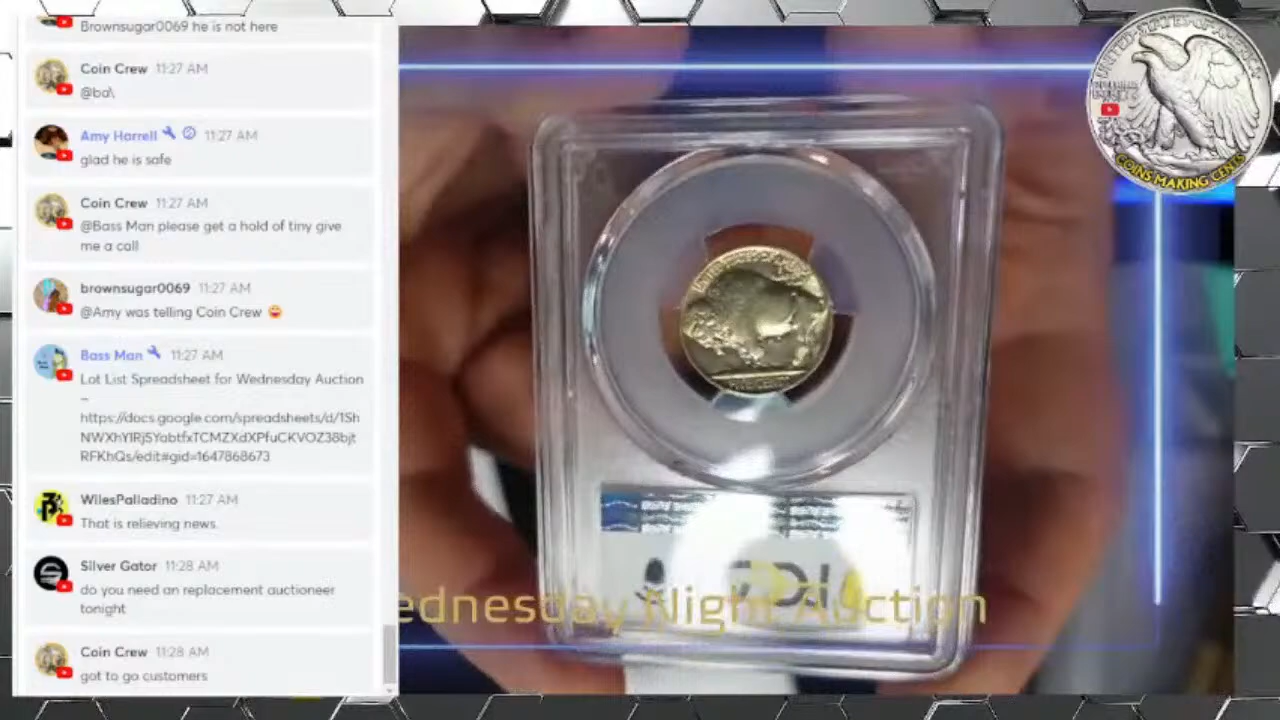 Brownsugar0069 he is not here
Coin Crew 11:27 AM
@ba\
Amy Harrell 11:27 AM
glad he is safe
Coin Crew 11:27 AM
@Bass Man please get a hold of tiny give
me a call
brownsugar0069 11:27 AM
@Amy was telling Coin Crew
Bass Man 11:27 AM
Lot List Spreadsheet for Wednesday Auction
–
https://docs.google.com/spreadsheets/d/1Sh
NWXhYlRjSYabtfxTCMZXdXPfuCKVOZ38bjt
RFKhQs/edit#gid=1647868673
WilesPalladino 11:27 AM
That is relieving news.
Silver Gator 11:28 AM
do you need an replacement auctioneer
tonight
Coin Crew 11:28 AM
got to go customers
ednesday Night Auction
COINS MAKING CENTS